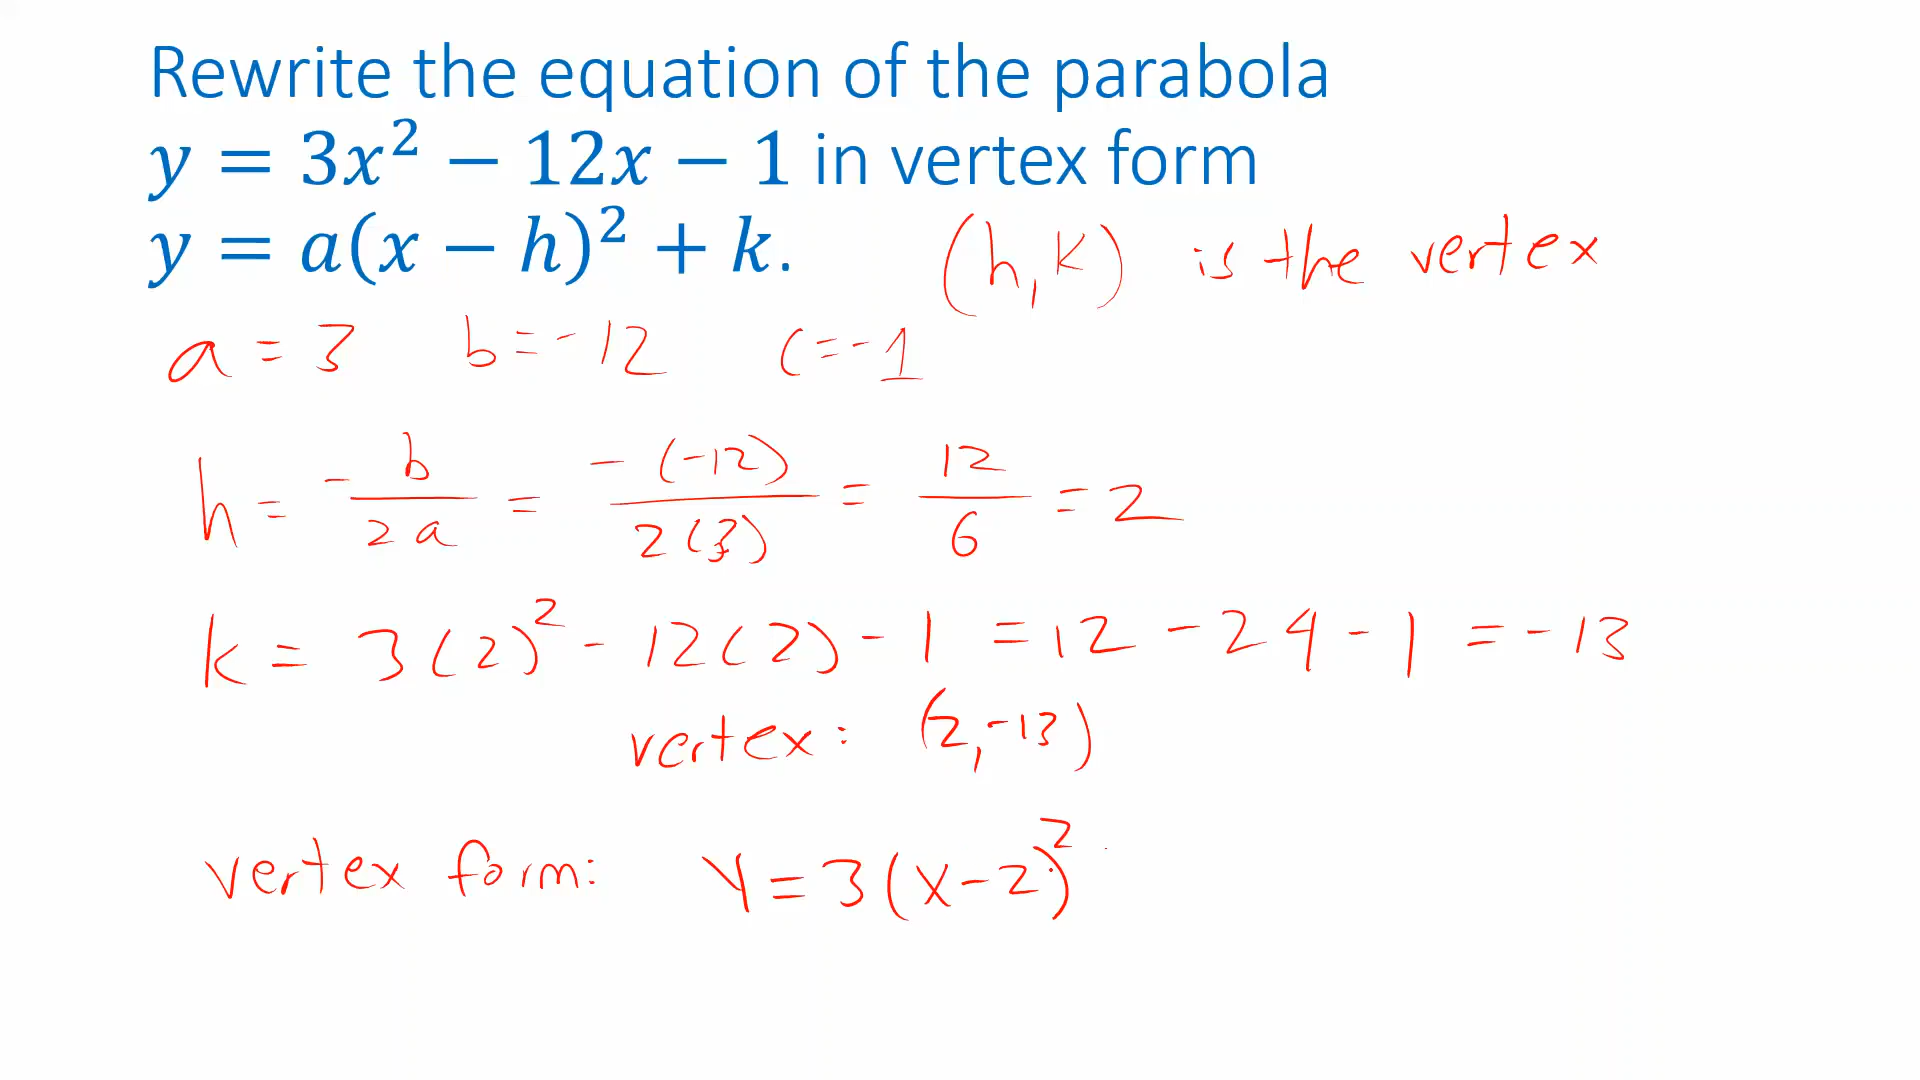 Rewrite the equation of the parabola
y = 3x² − 12x − 1 in vertex form
y = a(x − h)² + k. (h, k) is the vertex
a = 3 b = -12 c = -1
h = -b/2a = -(-12)/2(3) = 12/6 = 2
k = 3(2)² - 12(2) - 1 = 12 - 24 - 1 = -13
vertex: (2, -13)
vertex form: y = 3(x-2)²